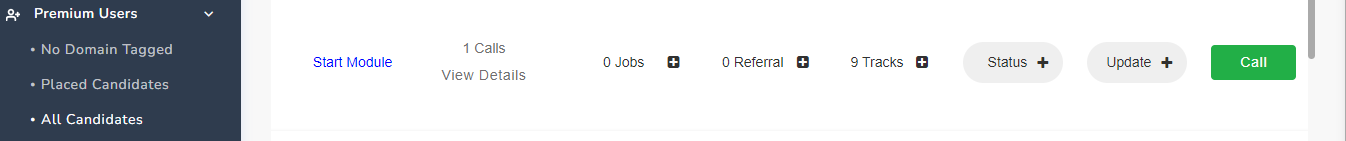 Premium Users
• No Domain Tagged
• Placed Candidates
• All Candidates
Start Module
1 Calls
View Details
0 Jobs
0 Referral
9 Tracks
Status
Update
Call